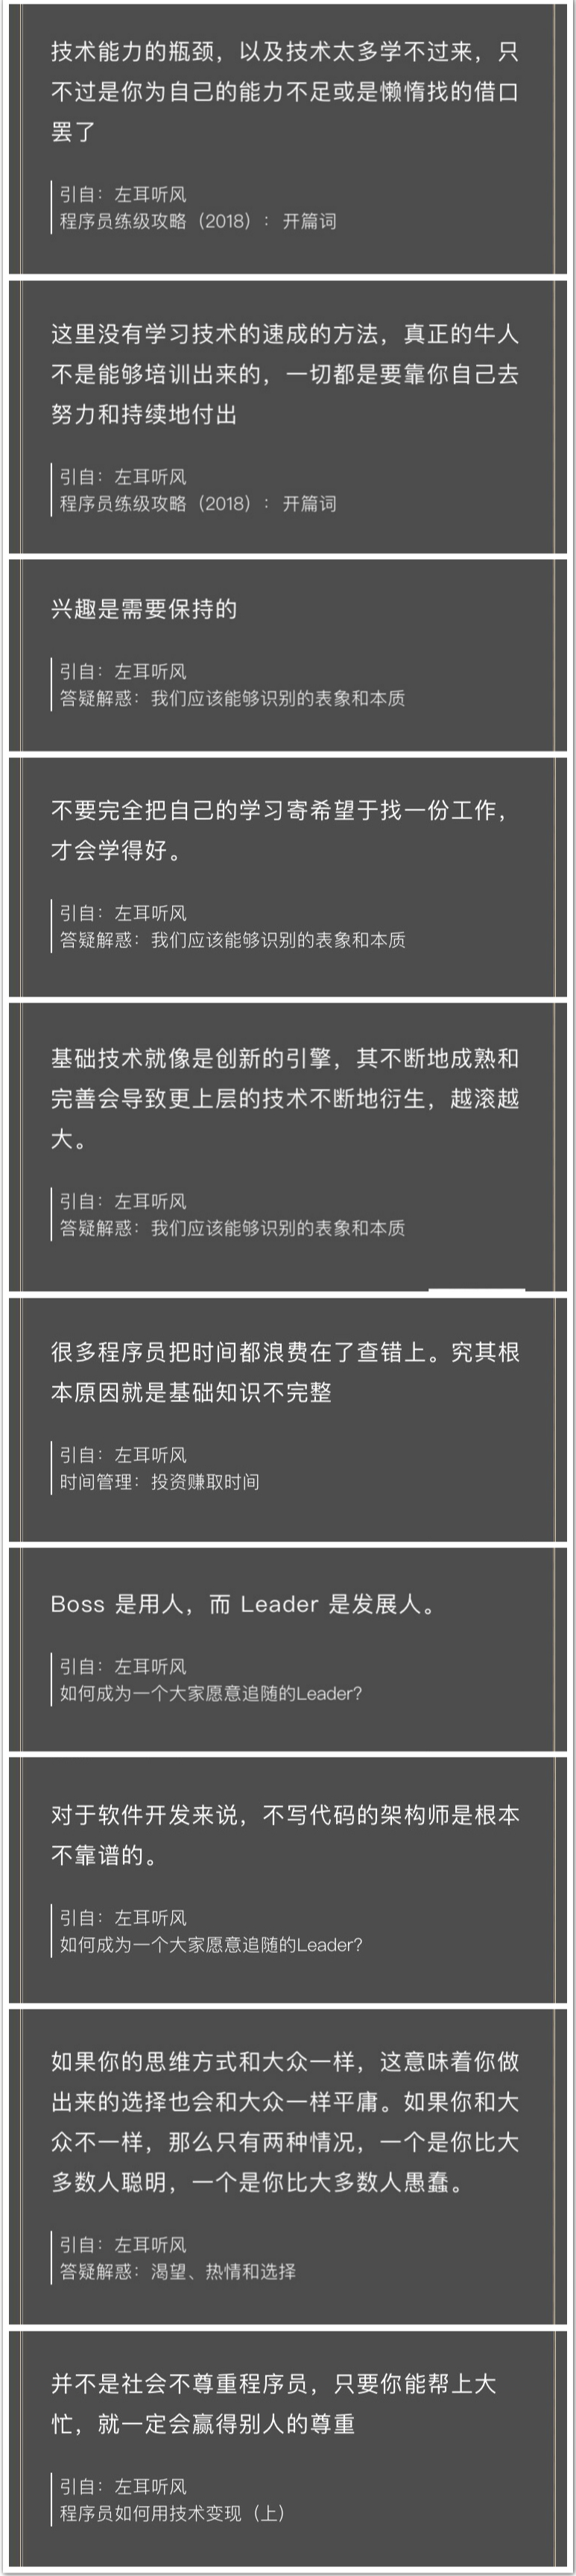 技术能力的瓶颈，以及技术太多学不过来，只
不过是你为自己的能力不足或是懒惰找的借口
罢了
引自：左耳听风
程序员练级攻略（2018）：开篇词
这里没有学习技术的速成的方法，真正的牛人
不是能够培训出来的，一切都是要靠你自己去
努力和持续地付出
引自：左耳听风
程序员练级攻略（2018）：开篇词
兴趣是需要保持的
引自：左耳听风
答疑解惑：我们应该能够识别的表象和本质
不要完全把自己的学习寄希望于找一份工作，
才会学得好。
引自：左耳听风
答疑解惑：我们应该能够识别的表象和本质
基础技术就像是创新的引擎，其不断地成熟和
完善会导致更上层的技术不断地衍生，越滚越
大。
引自：左耳听风
答疑解惑：我们应该能够识别的表象和本质
很多程序员把时间都浪费在了查错上。究其根
本原因就是基础知识不完整
引自：左耳听风
时间管理：投资赚取时间
Boss 是用人，而 Leader 是发展人。
引自：左耳听风
如何成为一个大家愿意追随的Leader?
对于软件开发来说，不写代码的架构师是根本
不靠谱的。
引自：左耳听风
如何成为一个大家愿意追随的Leader?
如果你的思维方式和大众一样，这意味着你做
出来的选择也会和大众一样平庸。如果你和大
众不一样，那么只有两种情况，一个是你比大
多数人聪明，一个是你比大多数人愚蠢。
引自：左耳听风
答疑解惑：渴望、热情和选择
并不是社会不尊重程序员，只要你能帮上大
忙，就一定会赢得别人的尊重
引自：左耳听风
程序员如何用技术变现（上）